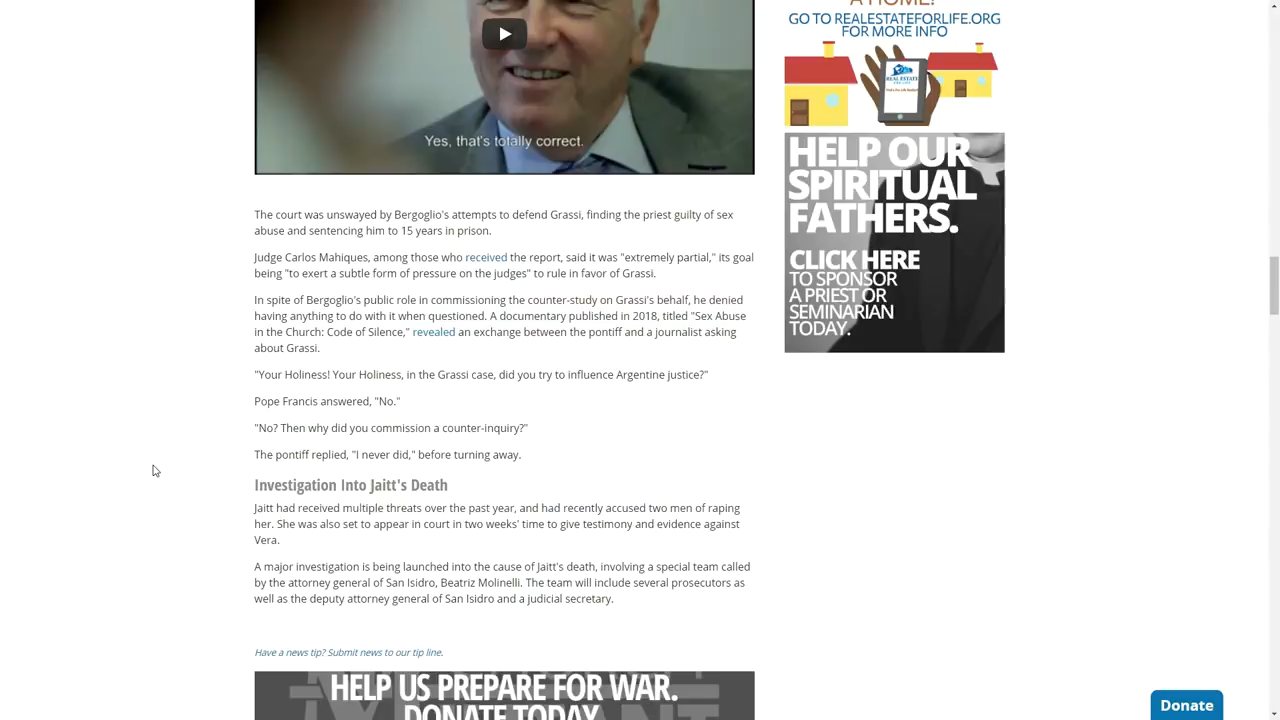 A HOME!
GO TO REALESTATEFORLIFE.ORG
FOR MORE INFO
REAL ESTATE
FOR LIFE
Yes, that's totally correct.
HELP OUR
SPIRITUAL
FATHERS.
CLICK HERE
TO SPONSOR
A PRIEST OR
SEMINARIAN
TODAY.
The court was unswayed by Bergoglio's attempts to defend Grassi, finding the priest guilty of sex
abuse and sentencing him to 15 years in prison.
Judge Carlos Mahiques, among those who received the report, said it was "extremely partial," its goal
being "to exert a subtle form of pressure on the judges" to rule in favor of Grassi.
In spite of Bergoglio's public role in commissioning the counter-study on Grassi's behalf, he denied
having anything to do with it when questioned. A documentary published in 2018, titled "Sex Abuse
in the Church: Code of Silence," revealed an exchange between the pontiff and a journalist asking
about Grassi.
"Your Holiness! Your Holiness, in the Grassi case, did you try to influence Argentine justice?"
Pope Francis answered, "No."
"No? Then why did you commission a counter-inquiry?"
The pontiff replied, "I never did," before turning away.
Investigation Into Jaitt's Death
Jaitt had received multiple threats over the past year, and had recently accused two men of raping
her. She was also set to appear in court in two weeks' time to give testimony and evidence against
Vera.
A major investigation is being launched into the cause of Jaitt's death, involving a special team called
by the attorney general of San Isidro, Beatriz Molinelli. The team will include several prosecutors as
well as the deputy attorney general of San Isidro and a judicial secretary.
Have a news tip? Submit news to our tip line.
HELP US PREPARE FOR WAR.
DONATE TODAY
Donate